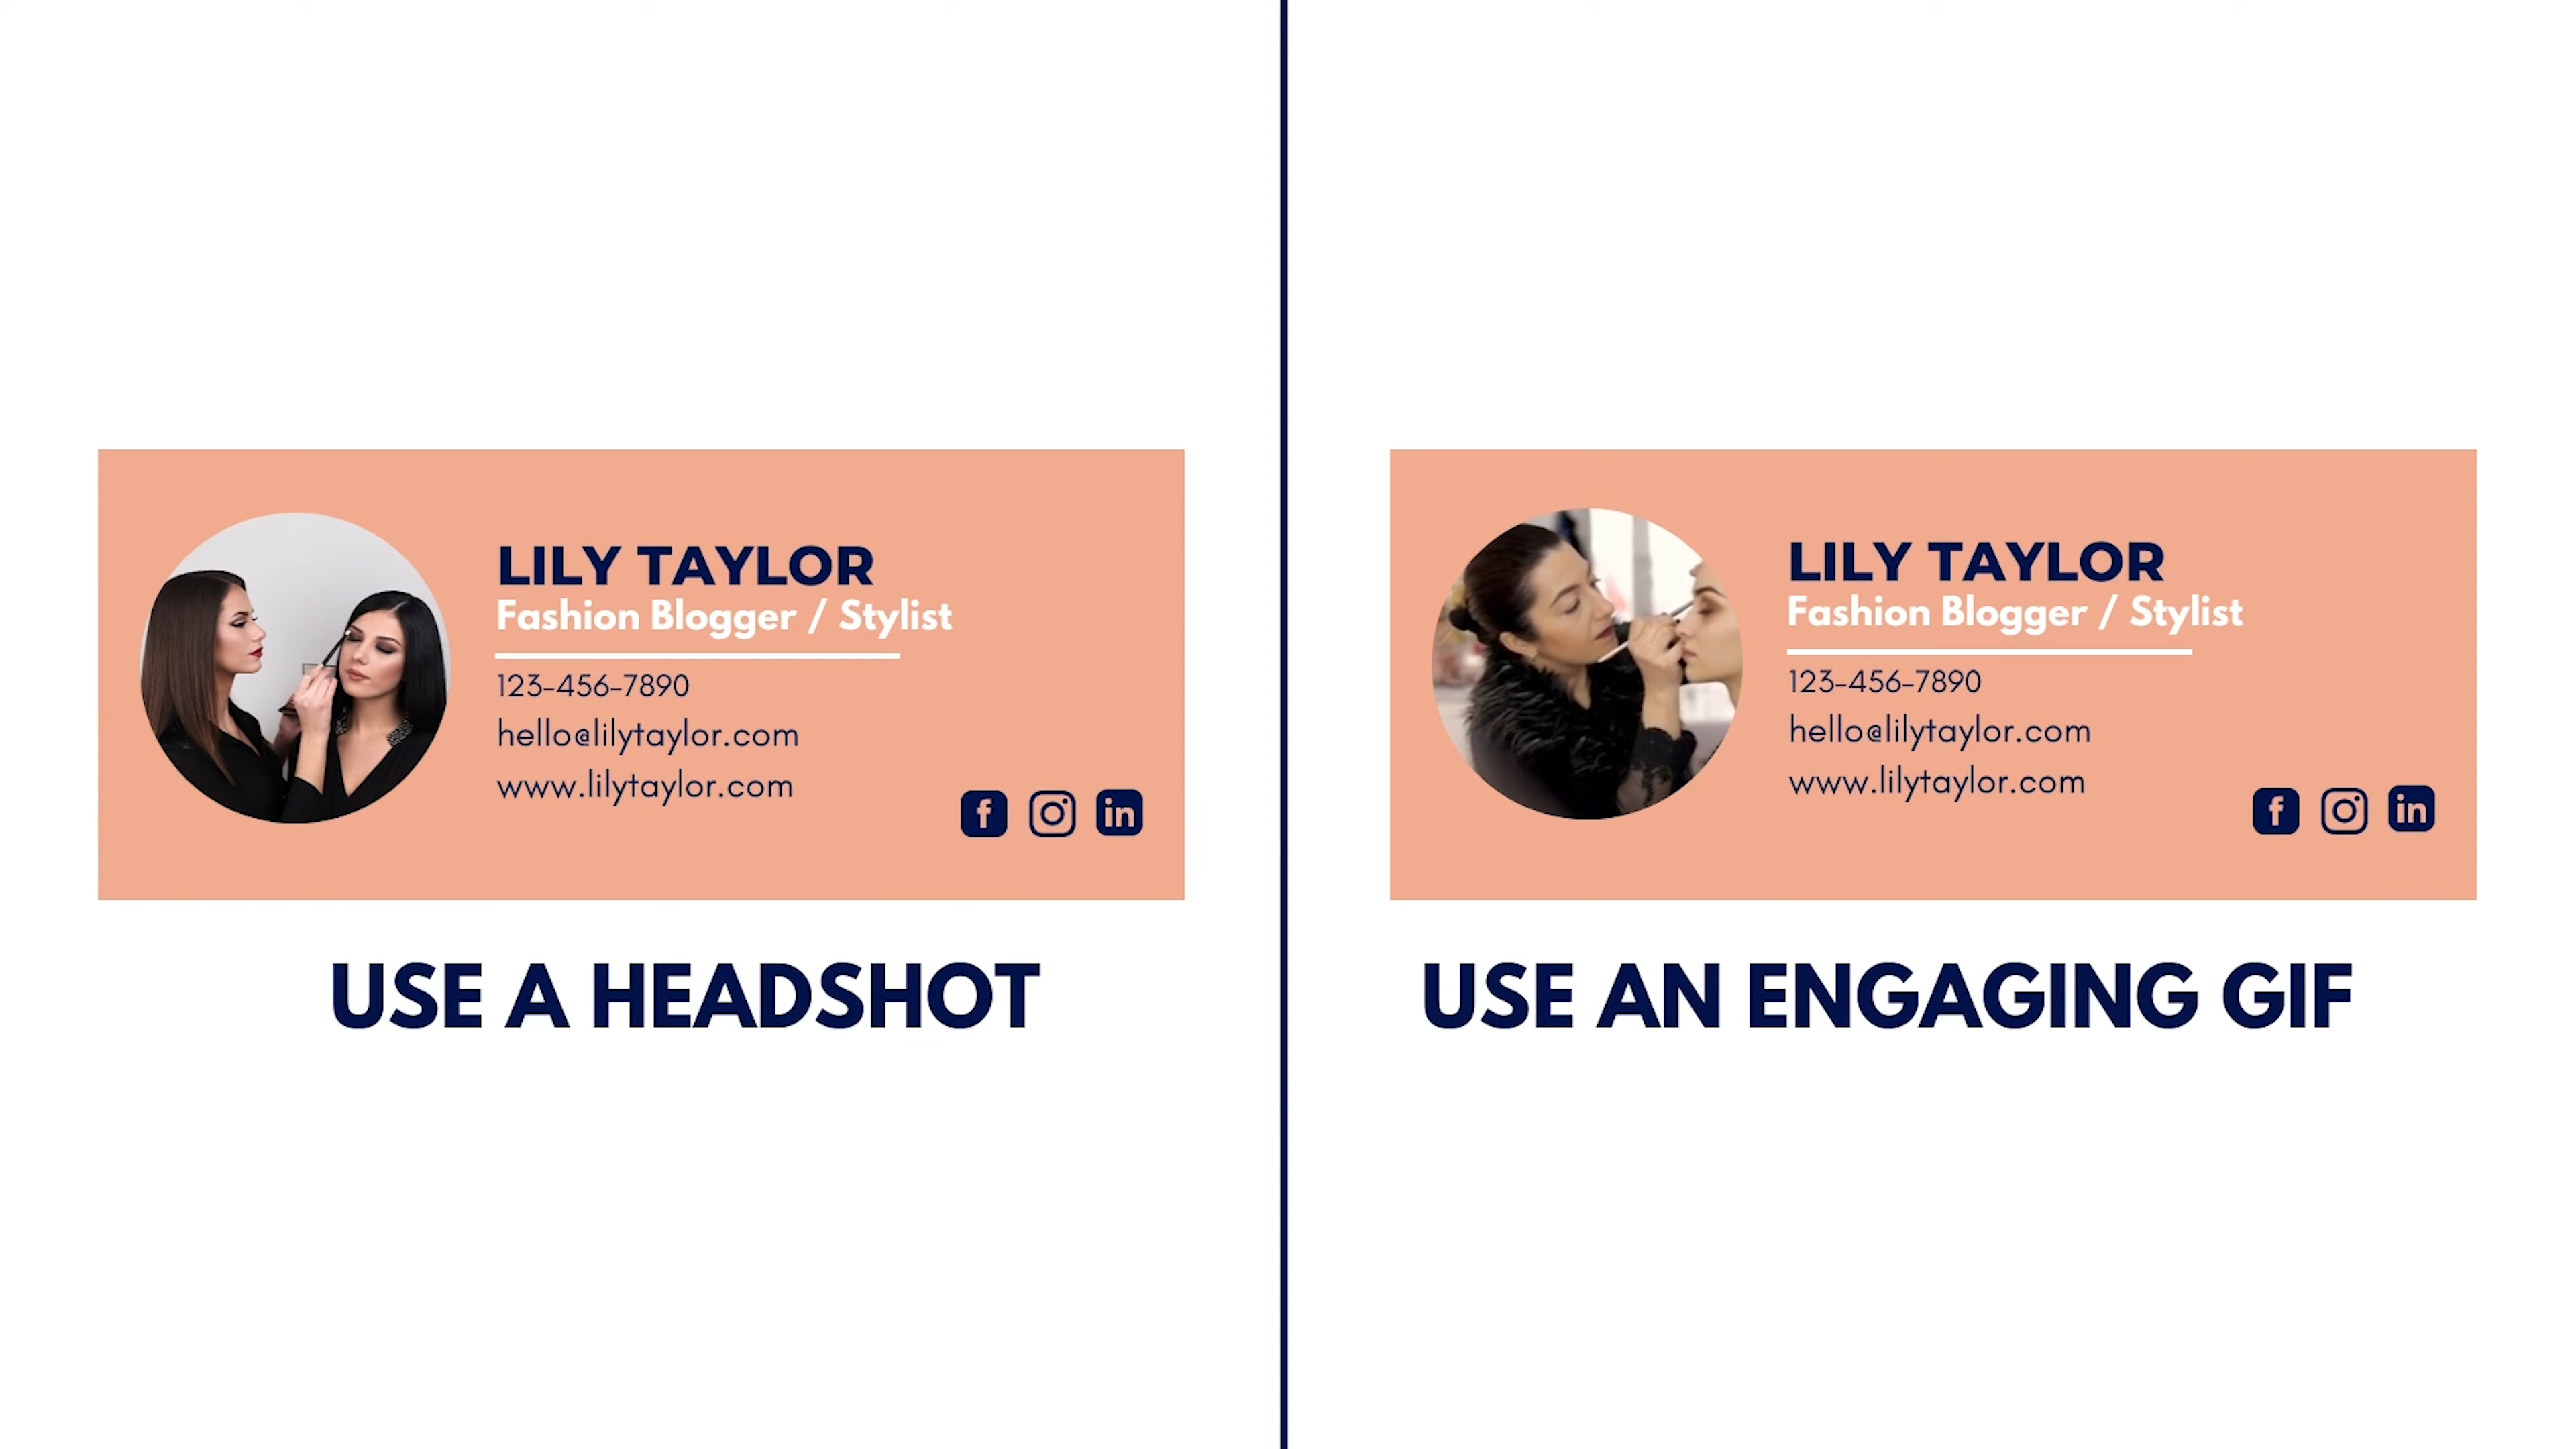 LILY TAYLOR
Fashion Blogger / Stylist
123-456-7890
hello@lilytaylor.com
www.lilytaylor.com
f
in
USE A HEADSHOT
LILY TAYLOR
Fashion Blogger / Stylist
123-456-7890
hello@lilytaylor.com
www.lilytaylor.com
f
in
USE AN ENGAGING GIF